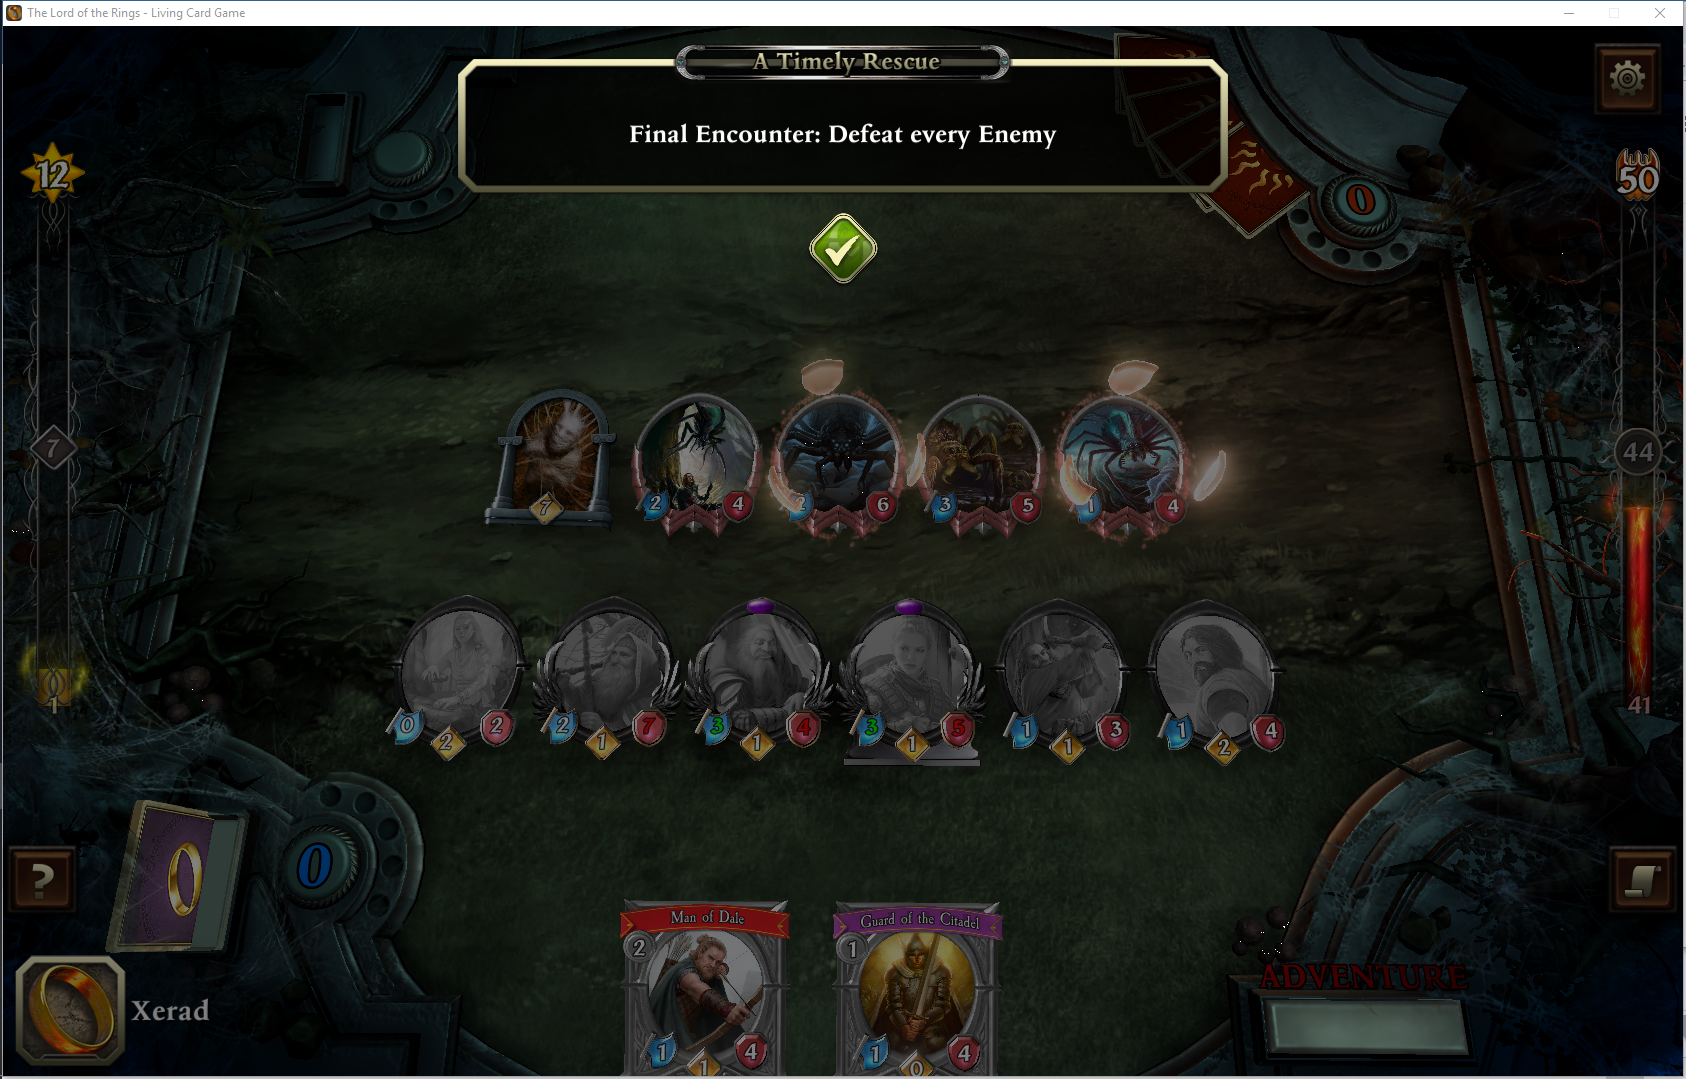 The Lord of the Rings - Living Card Game
A Timely Rescue
Final Encounter: Defeat every Enemy
12
50
0
7
44
7
2 4
2 6
3 5
1 4
1
41
0 2 2
2 1 7
3 1 4
3 1 5
1 1 3
1 2 4
0
?
Man of Dale
2
1 1 4
Guard of the Citadel
1
1 0 4
Xerad
ADVENTURE